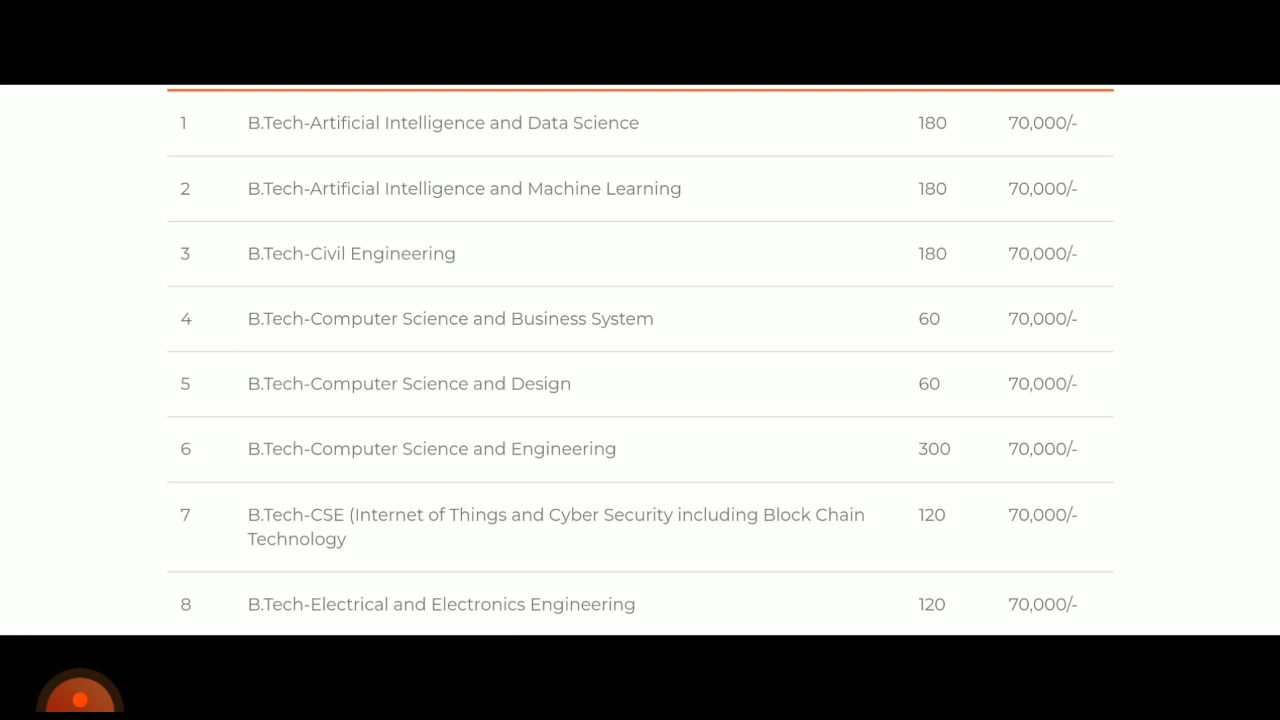 1 B.Tech-Artificial Intelligence and Data Science 180 70,000/-
2 B.Tech-Artificial Intelligence and Machine Learning 180 70,000/-
3 B.Tech-Civil Engineering 180 70,000/-
4 B.Tech-Computer Science and Business System 60 70,000/-
5 B.Tech-Computer Science and Design 60 70,000/-
6 B.Tech-Computer Science and Engineering 300 70,000/-
7 B.Tech-CSE (Internet of Things and Cyber Security including Block Chain 120 70,000/-
Technology
8 B.Tech-Electrical and Electronics Engineering 120 70,000/-